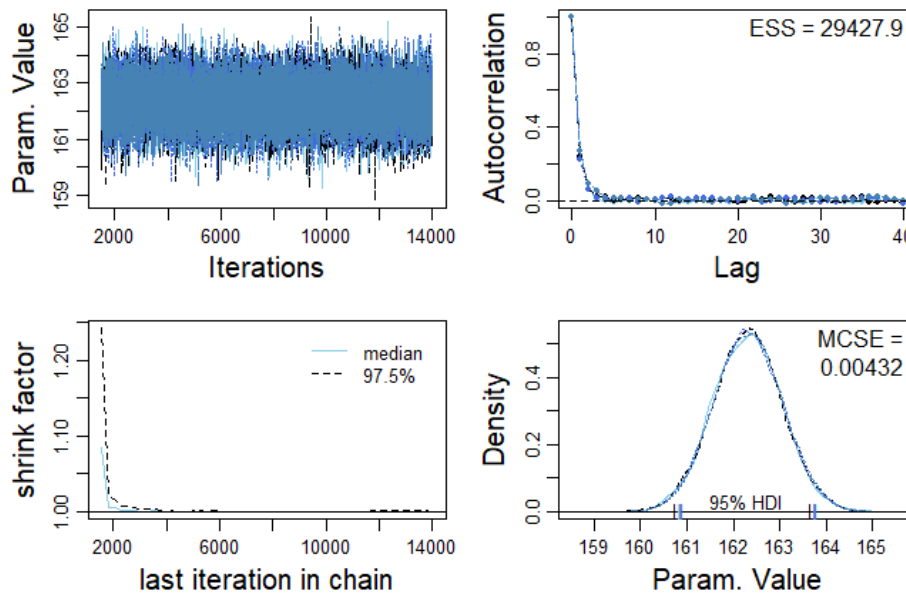 Param. Value
165
163
161
159
2000
6000
10000
14000
Iterations
Autocorrelation
0.8
0.4
0.0
ESS = 29427.9
0
10
20
30
40
Lag
shrink factor
1.20
1.10
1.00
median
97.5%
2000
6000
10000
14000
last iteration in chain
Density
0.4
0.2
0.0
MCSE =
0.00432
95% HDI
159
160
161
162
163
164
165
Param. Value